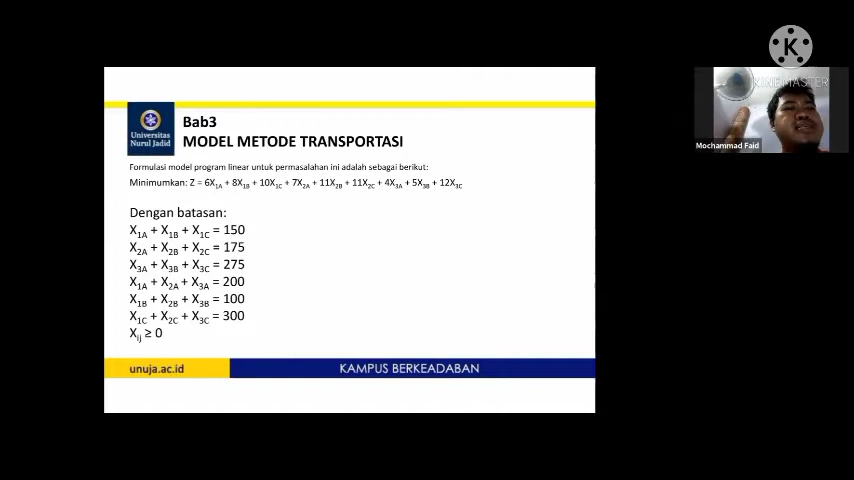 Bab3
MODEL METODE TRANSPORTASI
Universitas
Nurul Jadid
Formulasi model program linear untuk permasalahan ini adalah sebagai berikut:
Minimumkan: Z = 6X1A + 8X1B + 10X1C + 7X2A + 11X2B + 11X2C + 4X3A + 5X3B + 12X3C
Dengan batasan:
X1A + X1B + X1C = 150
X2A + X2B + X2C = 175
X3A + X3B + X3C = 275
X1A + X2A + X3A = 200
X1B + X2B + X3B = 100
X1C + X2C + X3C = 300
Xij ≥ 0
unuja.ac.id
KAMPUS BERKEADABAN
K
KINEMASTER
Mochammad Faid